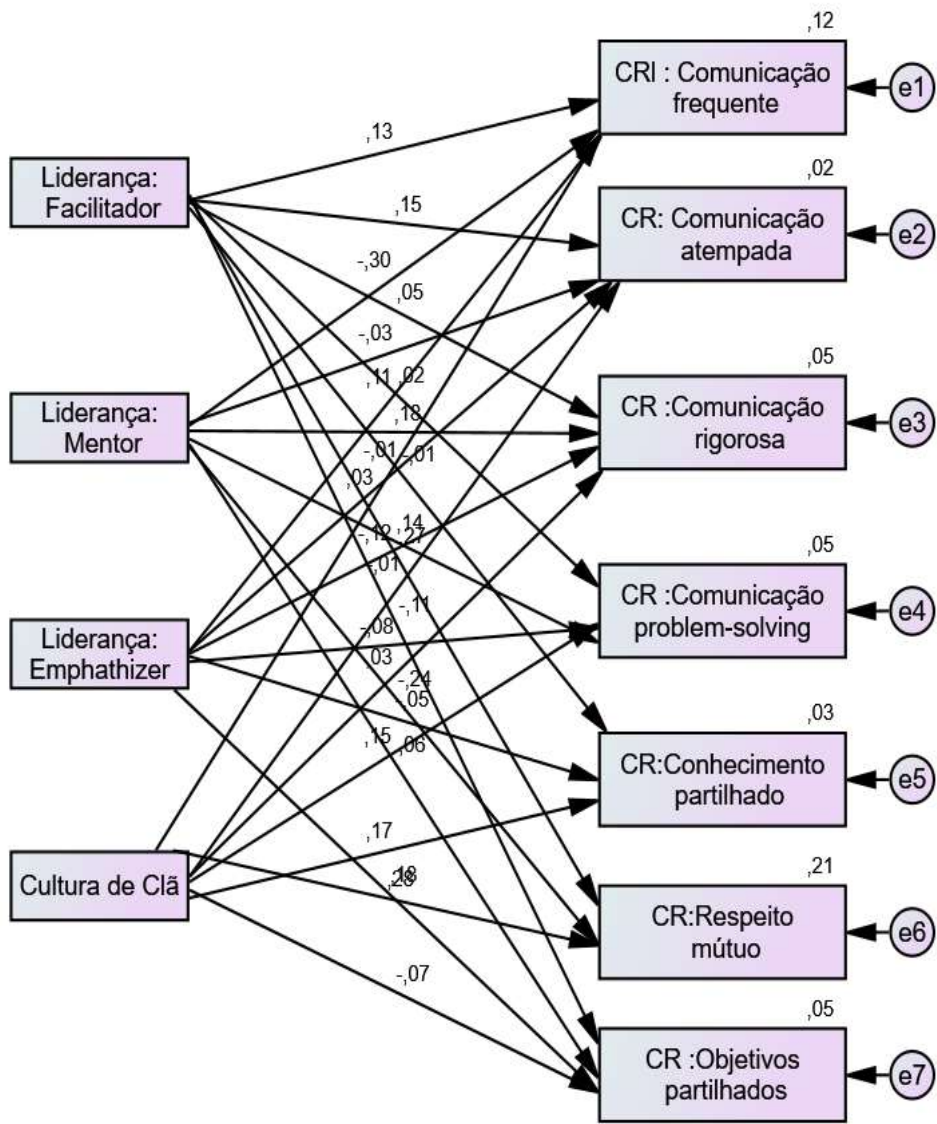 ,12
CRI : Comunicação
frequente
e1
,13
Liderança:
Facilitador
,02
CR: Comunicação
atempada
e2
,15
-,30
,05
-,03
,05
CR :Comunicação
rigorosa
e3
,11
,02
Liderança:
Mentor
,18
-,01
-,01
,03
,14
-,12
,27
-,01
,05
CR :Comunicação
problem-solving
e4
-,11
-,08
,03
Liderança:
Emphathizer
-,24
-,05
,15
,06
,03
CR:Conhecimento
partilhado
e5
,17
Cultura de Clã
,21
CR:Respeito
mútuo
e6
-,07
,05
CR :Objetivos
partilhados
e7